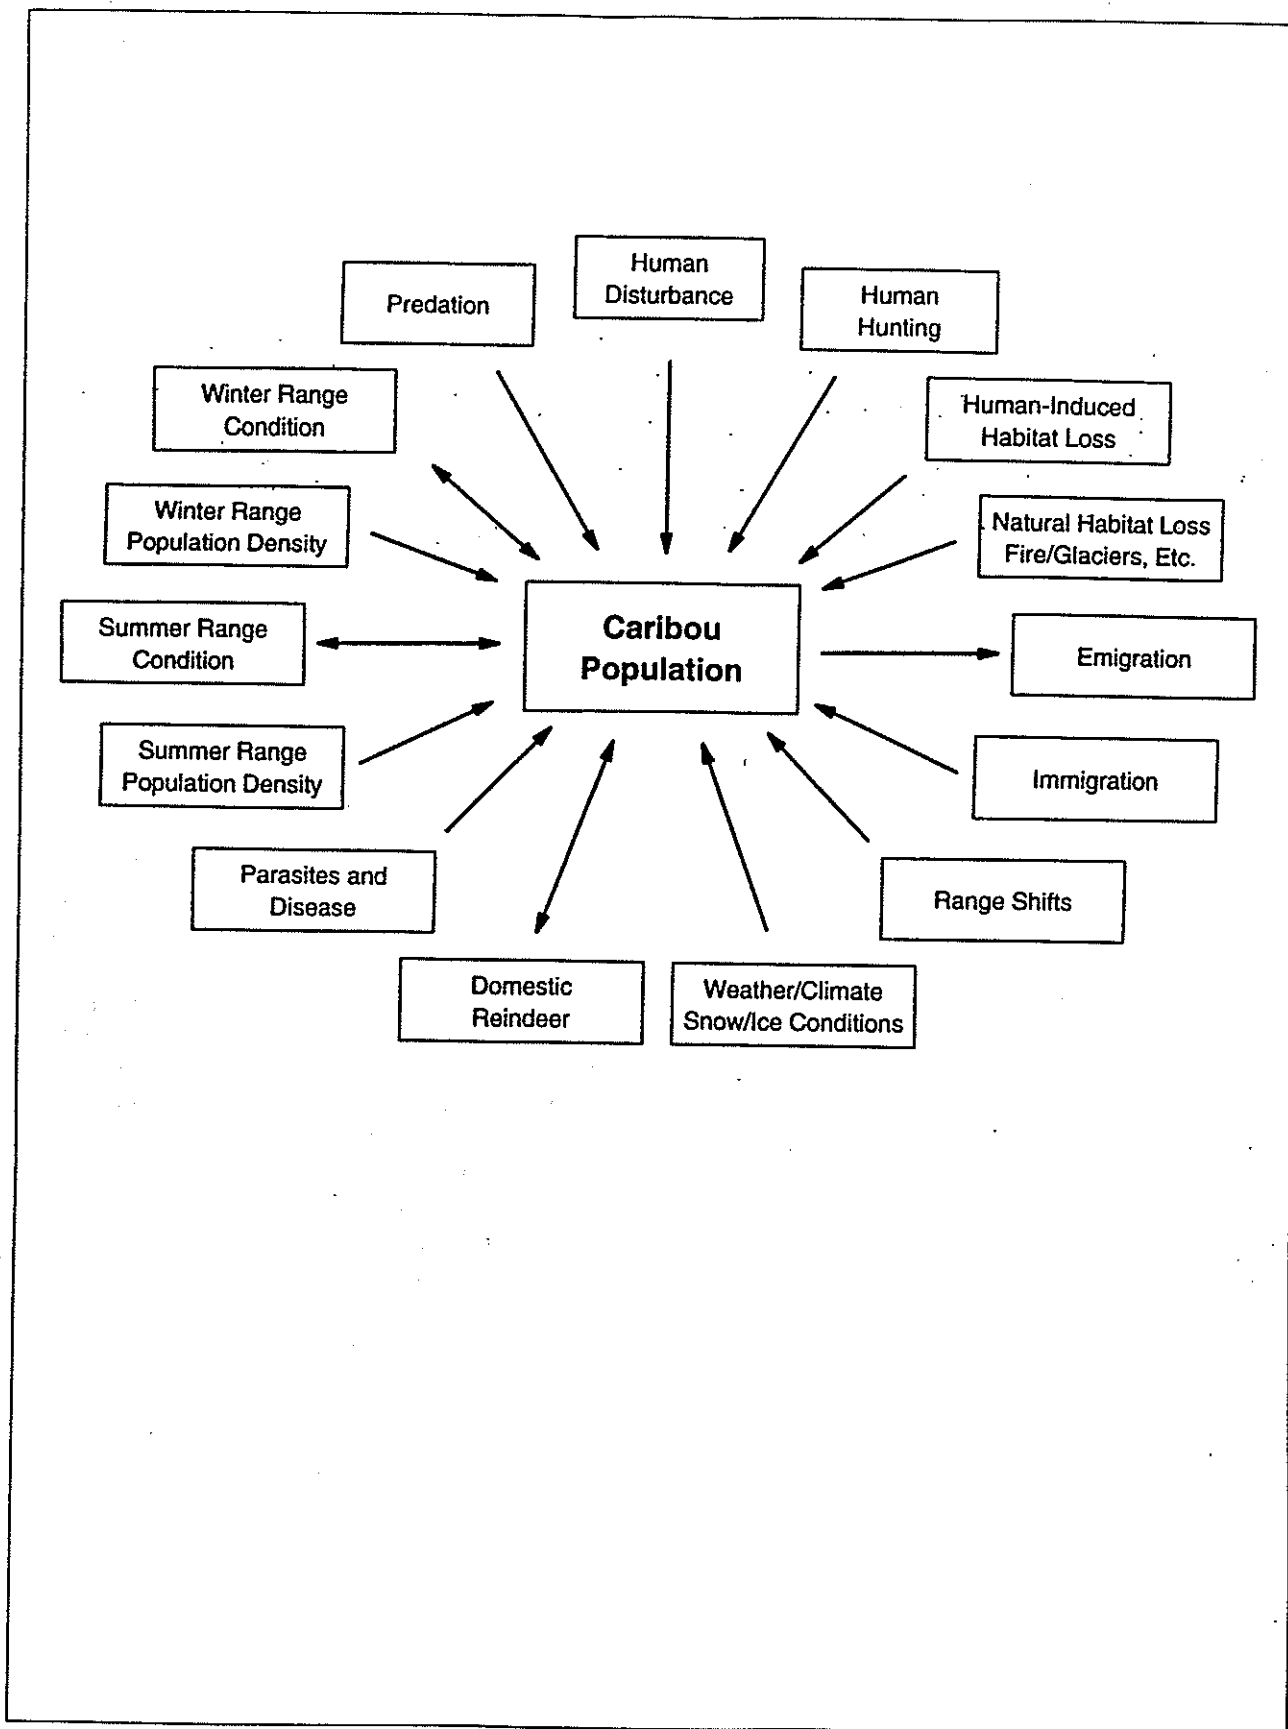 Human
Disturbance
Predation
Human
Hunting
Winter Range
Condition
Human-Induced
Habitat Loss
Winter Range
Population Density
Natural Habitat Loss
Fire/Glaciers, Etc.
Summer Range
Condition
Caribou
Population
Emigration
Summer Range
Population Density
Immigration
Parasites and
Disease
Range Shifts
Domestic
Reindeer
Weather/Climate
Snow/Ice Conditions